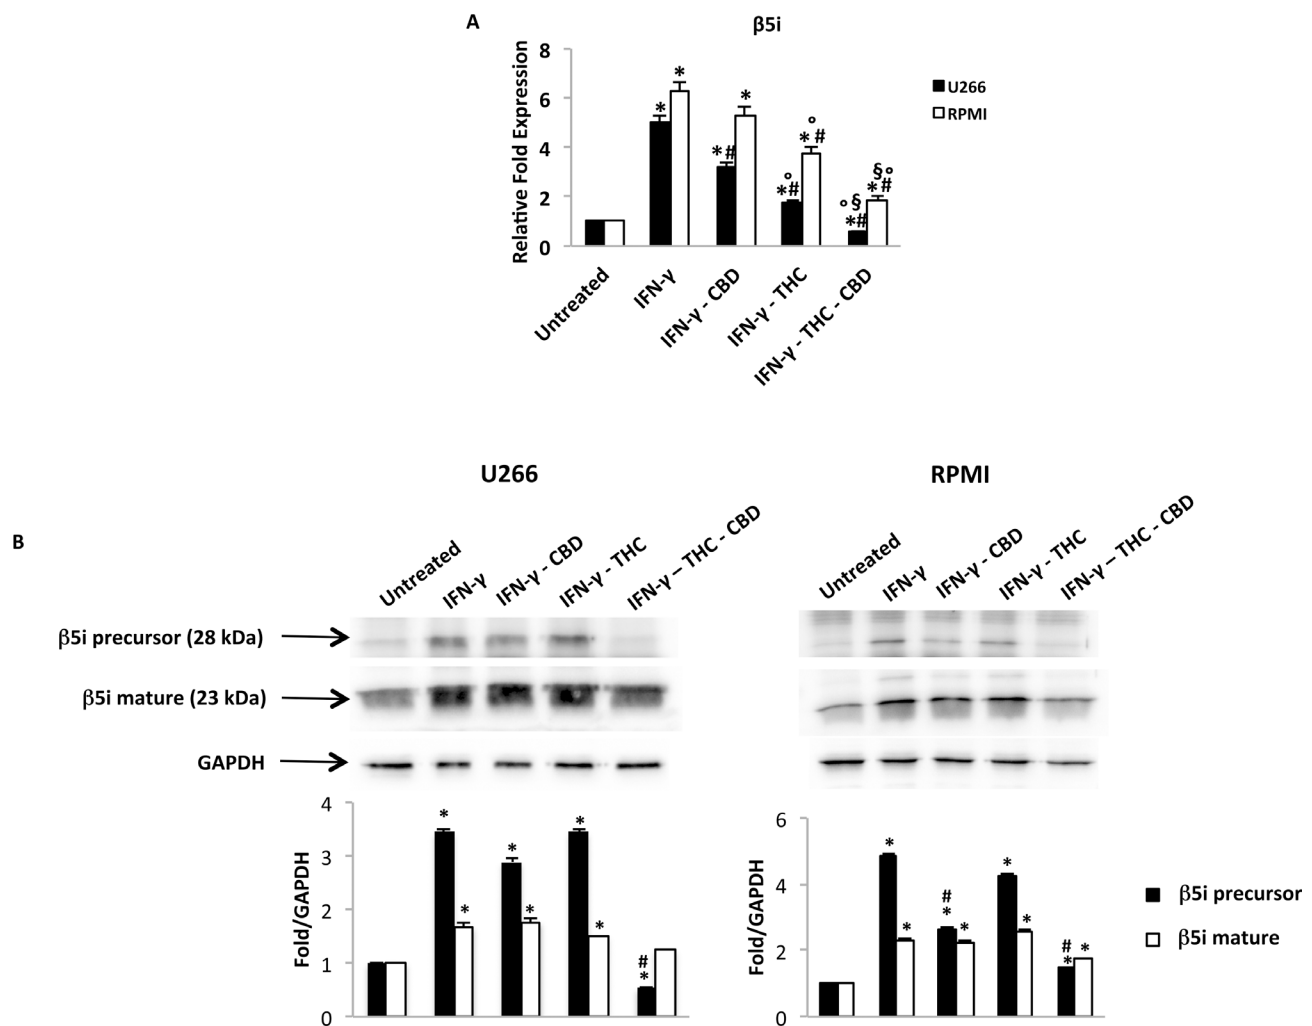 A
β5i
Relative Fold Expression
8
6
4
2
0
* * *# * *# ° *# ° *# ° § *# § °
U266
RPMI
Untreated
IFN-γ
IFN-γ - CBD
IFN-γ - THC
IFN-γ - THC - CBD
B
U266
Untreated
IFN-γ
IFN-γ - CBD
IFN-γ - THC
IFN-γ – THC - CBD
RPMI
Untreated
IFN-γ
IFN-γ - CBD
IFN-γ - THC
IFN-γ – THC - CBD
β5i precursor (28 kDa)
β5i mature (23 kDa)
GAPDH
Fold/GAPDH
4
3
2
1
0
* * * * * * # *
Fold/GAPDH
6
4
2
0
* * # * * * * # * *
β5i precursor
β5i mature